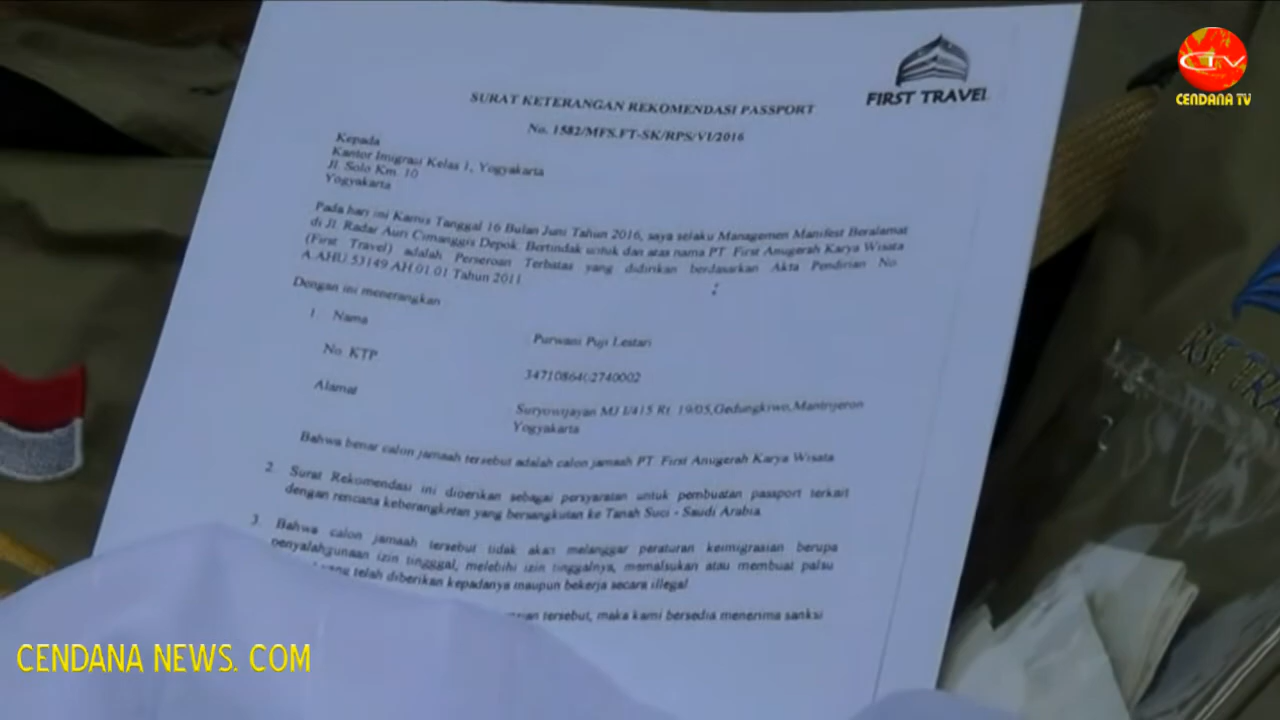 CTV
CENDANA TV
FIRST TRAVEL
SURAT KETERANGAN REKOMENDASI PASSPORT
No. 1582/MFS.FT-SK/RPS/VI/2016
Kepada
Kantor Imigrasi Kelas 1, Yogyakarta
Jl. Solo Km. 10
Yogyakarta
Pada hari ini Kamis Tanggal 16 Bulan Juni Tahun 2016, saya selaku Managemen Manifest Beralamat
di Jl. Radar Auri Cimanggis Depok. Bertindak untuk dan atas nama PT. First Anugerah Karya Wisata
(First Travel) adalah Perseroan Terbatas yang didirikan berdasarkan Akta Pendirian No.
A.AHU.53149.AH.01.01 Tahun 2011
Dengan ini menerangkan :
1. Nama Purwani Puji Lestari
No. KTP
Alamat Suryowijayan MJ I/415 Rt. 19/05,Gedungkiwo,Mantrijeron
Yogyakarta
Bahwa benar calon jamaah tersebut adalah calon jamaah PT. First Anugerah Karya Wisata
2. Surat Rekomendasi ini diberikan sebagai persyaratan untuk pembuatan passport terkait
dengan rencana keberangkatan yang bersangkutan ke Tanah Suci - Saudi Arabia.
3. Bahwa calon jamaah tersebut tidak akan melanggar peraturan keimigrasian berupa
penyalahgunaan izin tingggal, melebihi izin tinggalnya, memalsukan atau membuat palsu
yang telah diberikan kepadanya maupun bekerja secara illegal
tersebut, maka kami bersedia menerima sanksi
CENDANA NEWS. COM